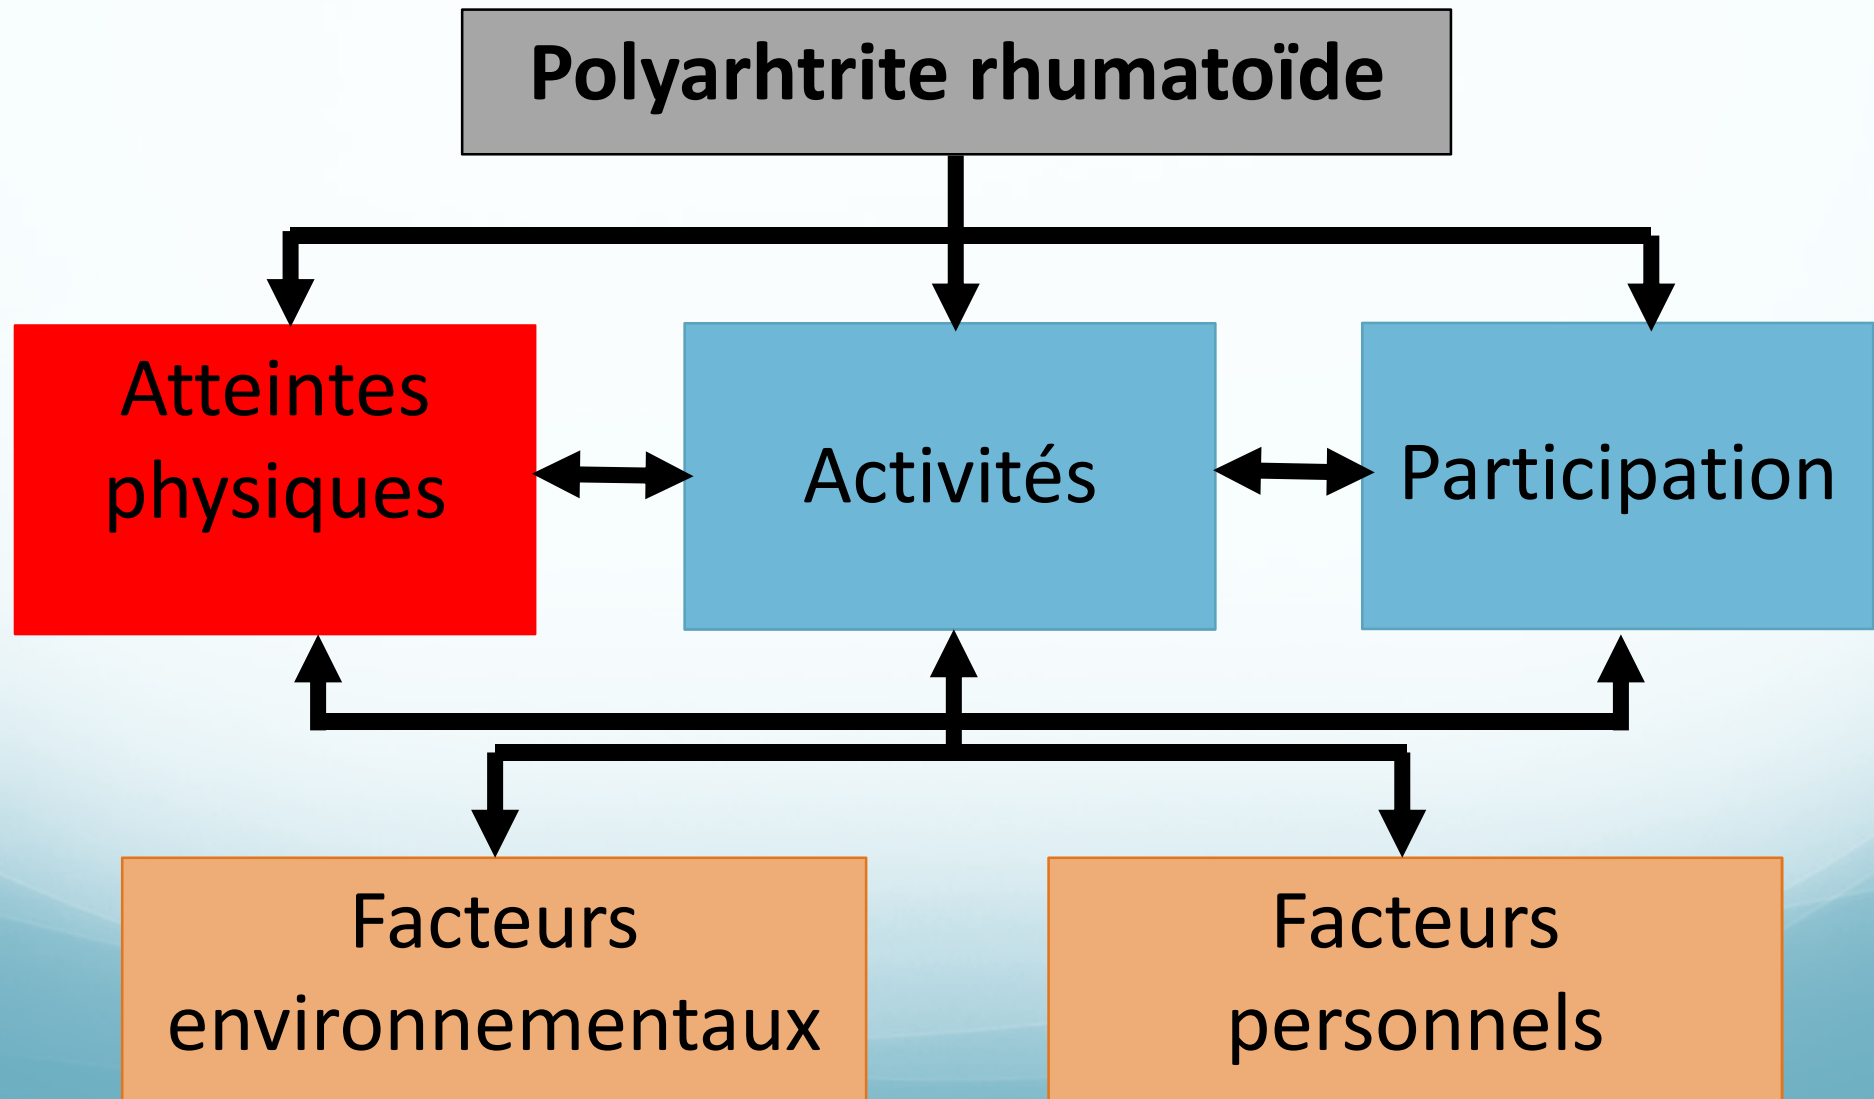 Polyarhtrite rhumatoïde
Atteintes
physiques
Activités
Participation
Facteurs
environnementaux
Facteurs
personnels